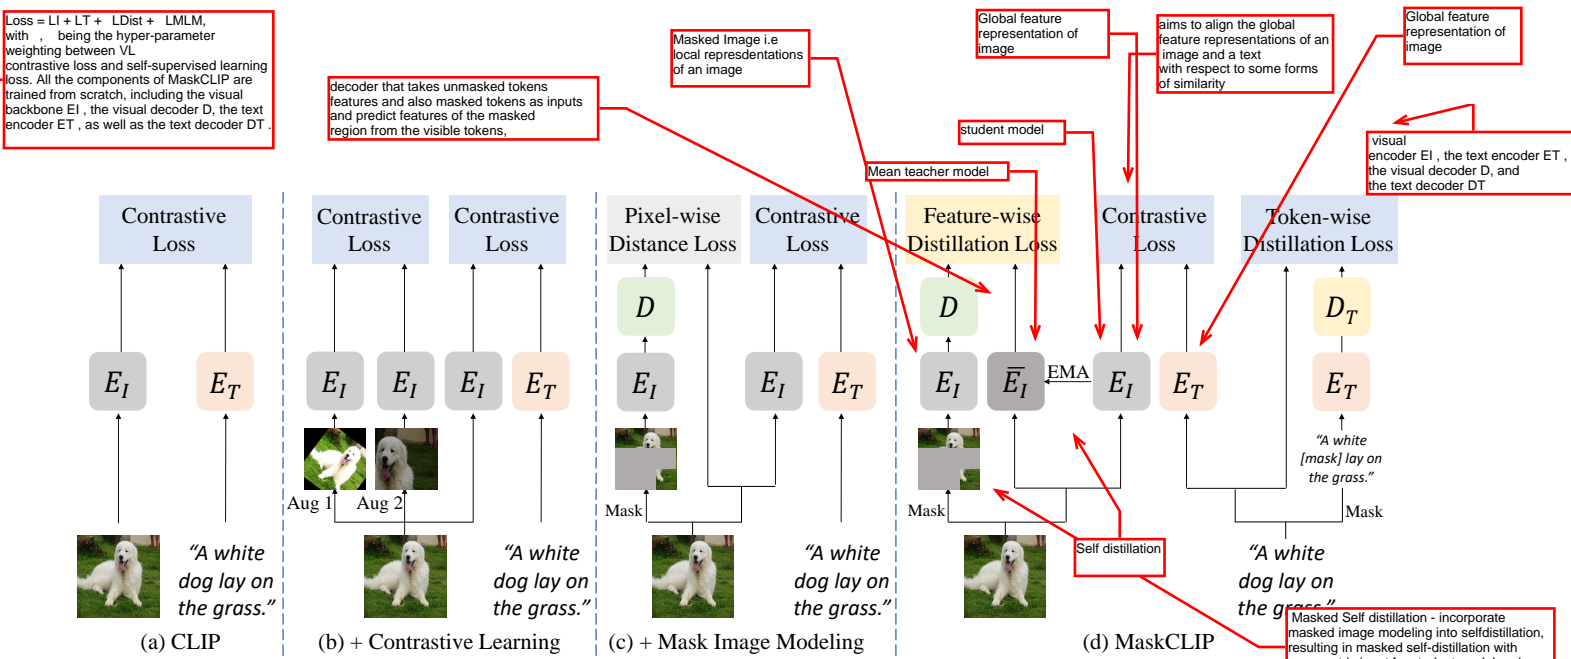 Loss = LI + LT +   LDist +   LMLM,
with   ,    being the hyper-parameter
weighting between VL
contrastive loss and self-supervised learning
loss. All the components of MaskCLIP are
trained from scratch, including the visual
backbone EI , the visual decoder D, the text
encoder ET , as well as the text decoder DT .
decoder that takes unmasked tokens
features and also masked tokens as inputs
and predict features of the masked
region from the visible tokens,
Masked Image i.e
local represdentations
of an image
Global feature
representation of
image
aims to align the global
feature representations of an
image and a text
with respect to some forms
of similarity
Global feature
representation of
image
student model
Mean teacher model
visual
encoder EI , the text encoder ET ,
the visual decoder D, and
the text decoder DT
Contrastive
Loss
E_I
E_T
"A white
dog lay on
the grass."
(a) CLIP
Contrastive
Loss
Contrastive
Loss
E_I
E_I
E_I
E_T
Aug 1
Aug 2
"A white
dog lay on
the grass."
(b) + Contrastive Learning
Pixel-wise
Distance Loss
Contrastive
Loss
D
E_I
E_I
E_T
Mask
"A white
dog lay on
the grass."
(c) + Mask Image Modeling
Feature-wise
Distillation Loss
Contrastive
Loss
Token-wise
Distillation Loss
D
D_T
E_I
Ē_I
EMA
E_I
E_T
E_T
"A white
[mask] lay on
the grass."
Mask
Mask
Self distillation
"A white
dog lay on
the grass."
(d) MaskCLIP
Masked Self distillation - incorporate
masked image modeling into selfdistillation,
resulting in masked self-distillation with